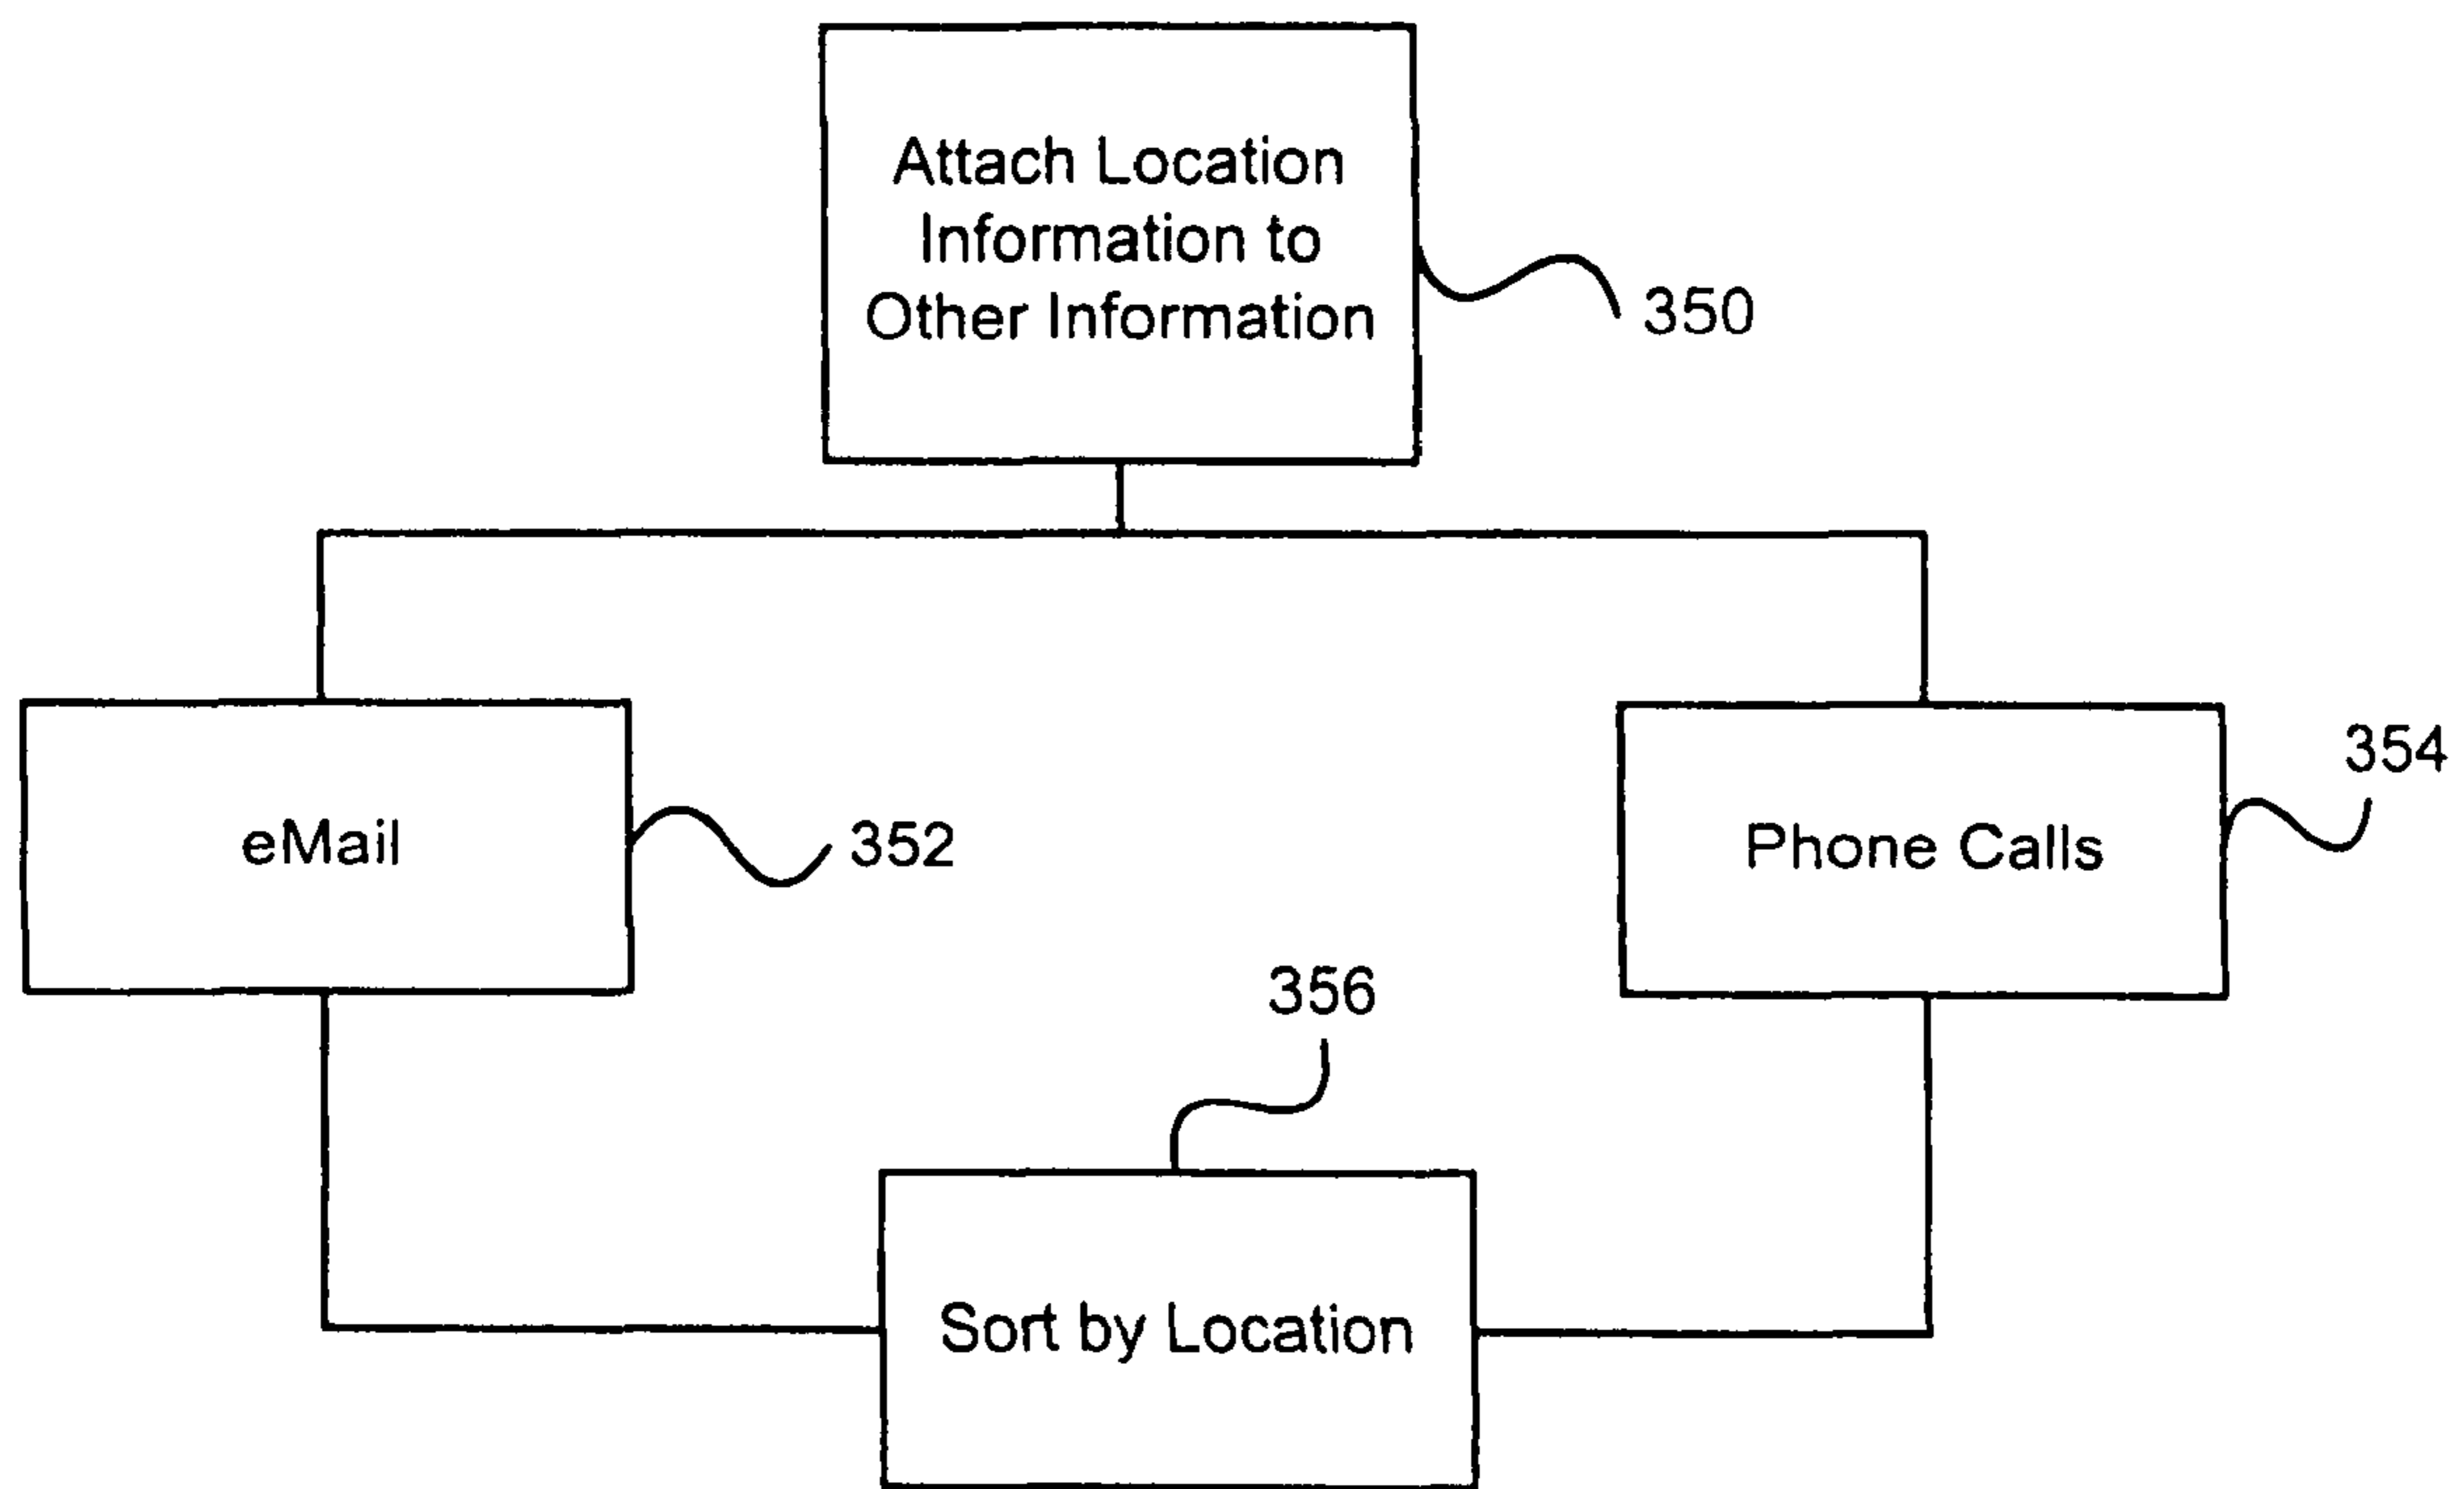 Attach Location
Information to
Other Information
350
354
eMail
352
Phone Calls
356
Sort by Location